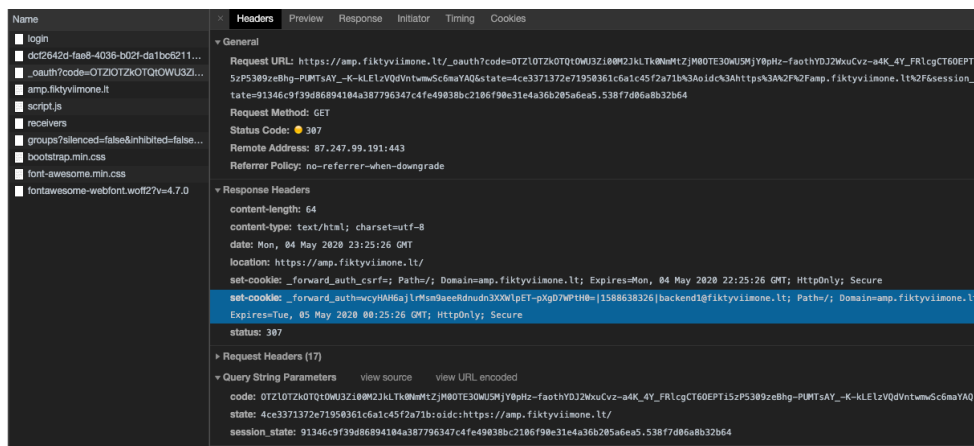 Name
login
dcf2642d-fae8-4036-b02f-da1bc6211...
_oauth?code=OTZlOTZkOTQtOWU3Zi...
amp.fiktyviimone.lt
script.js
receivers
groups?silenced=false&inhibited=false...
bootstrap.min.css
font-awesome.min.css
fontawesome-webfont.woff2?v=4.7.0
× Headers Preview Response Initiator Timing Cookies
▼ General
Request URL: https://amp.fiktyviimone.lt/_oauth?code=OTZlOTZkOTQtOWU3Zi00M2JkLTk0NmMtZjM0OTE3OWU5MjY0pHz-faothYDJ2WxuCvz-a4K_4Y_FRlcgCT6OEPTi
5zP5309zeBhg-PUMTsAY_-K-kLElzVQdVntwmwSc6maYAQ&state=4ce3371372e71950361c6a1c45f2a71b%3Aoidc%3Ahttps%3A%2F%2Famp.fiktyviimone.lt%2F&session_
tate=91346c9f39d86894104a387796347c4fe49038bc2106f90e31e4a36b205a6ea5.538f7d06a8b32b64
Request Method: GET
Status Code: 307
Remote Address: 87.247.99.191:443
Referrer Policy: no-referrer-when-downgrade
▼ Response Headers
content-length: 64
content-type: text/html; charset=utf-8
date: Mon, 04 May 2020 23:25:26 GMT
location: https://amp.fiktyviimone.lt/
set-cookie: _forward_auth_csrf=; Path=/; Domain=amp.fiktyviimone.lt; Expires=Mon, 04 May 2020 22:25:26 GMT; HttpOnly; Secure
set-cookie: _forward_auth=wcyHAH6ajlrMsm9aeeRdnudn3XXWlpET-pXgD7WPtH0=|1588638326|backend1@fiktyviimone.lt; Path=/; Domain=amp.fiktyviimone.l
Expires=Tue, 05 May 2020 00:25:26 GMT; HttpOnly; Secure
status: 307
▶ Request Headers (17)
▼ Query String Parameters view source view URL encoded
code: OTZlOTZkOTQtOWU3Zi00M2JkLTk0NmMtZjM0OTE3OWU5MjY0pHz-faothYDJ2WxuCvz-a4K_4Y_FRlcgCT6OEPTi5zP5309zeBhg-PUMTsAY_-K-kLElzVQdVntwmwSc6maYAQ
state: 4ce3371372e71950361c6a1c45f2a71b:oidc:https://amp.fiktyviimone.lt/
session_state: 91346c9f39d86894104a387796347c4fe49038bc2106f90e31e4a36b205a6ea5.538f7d06a8b32b64